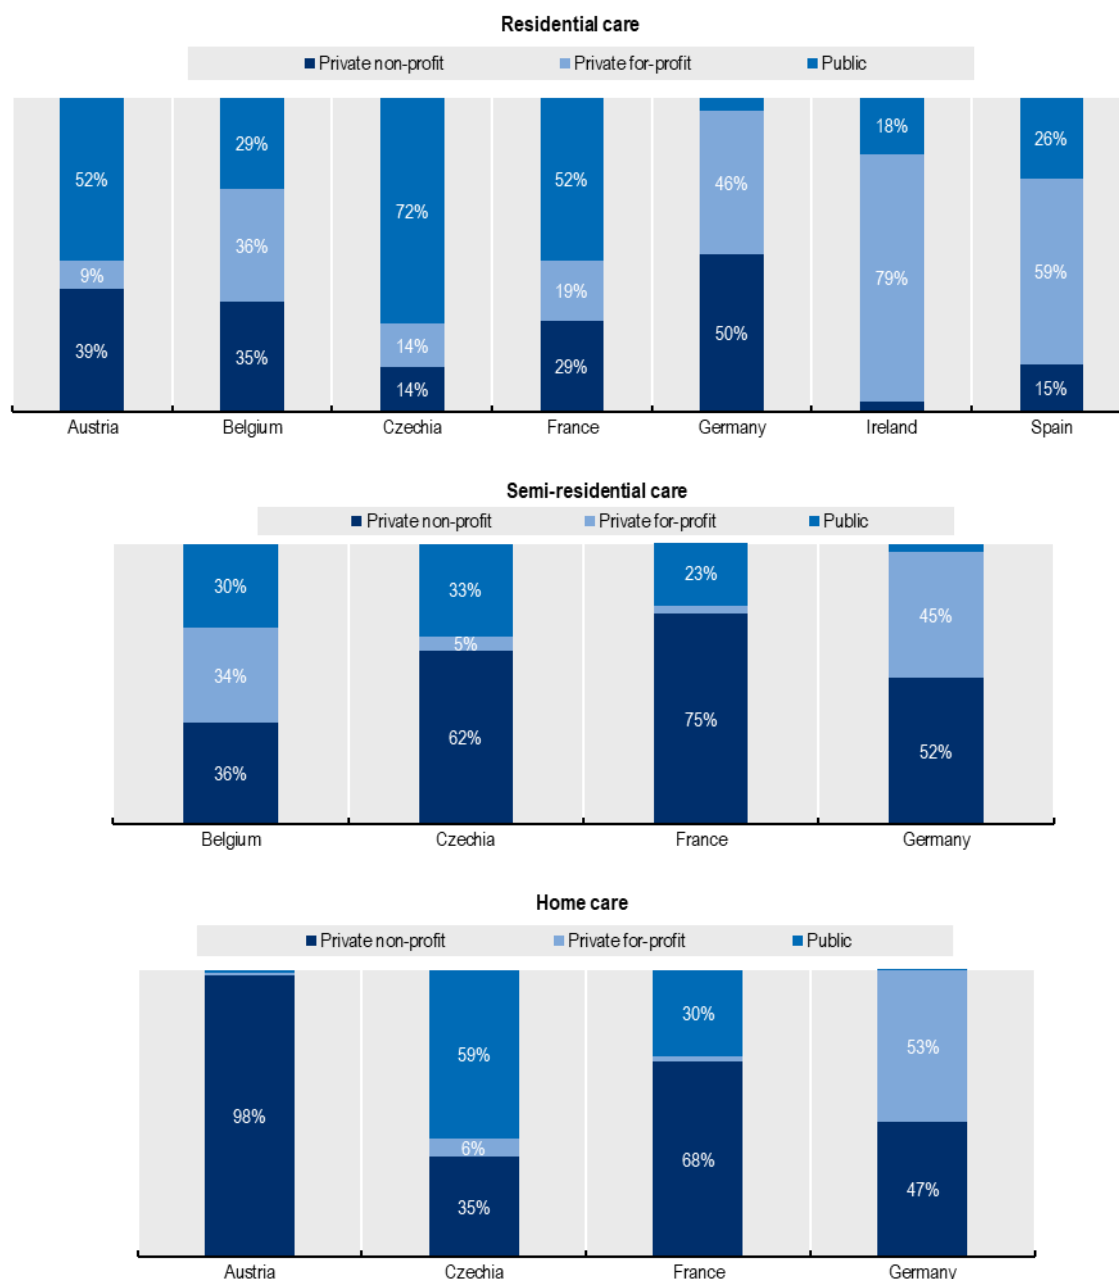 Residential care
Private non-profit Private for-profit Public
18%
29% 26%
52% 52% 46%
72%
36%
9% 79% 59%
19%
14%
39% 35% 50%
29%
14% 15%
Austria Belgium Czechia France Germany Ireland Spain
Semi-residential care
Private non-profit Private for-profit Public
30% 33% 23%
45%
5%
34%
75%
62% 52%
36%
Belgium Czechia France Germany
Home care
Private non-profit Private for-profit Public
30%
59% 53%
98%
6% 68%
47%
35%
Austria Czechia France Germany